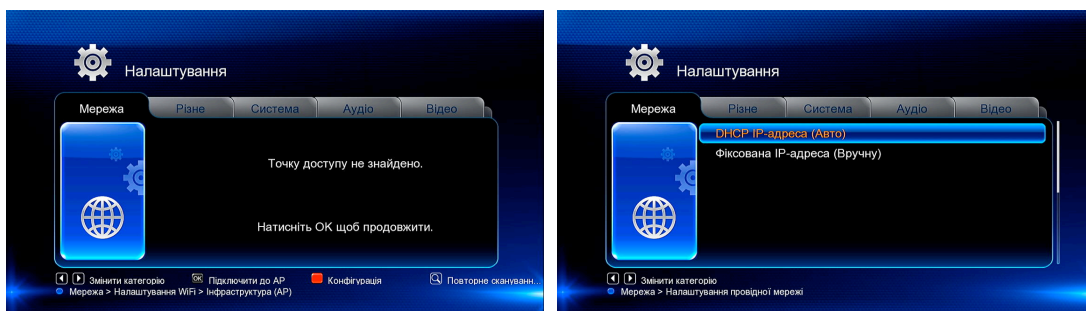 Налаштування
Мережа Різне Система Аудіо Відео
Точку доступу не знайдено.
Натисніть OK щоб продовжити.
Змінити категорію OK Підключити до AP Конфігурація Повторне скануванн...
Мережа > Налаштування WiFi > Інфраструктура (AP)
Налаштування
Мережа Різне Система Аудіо Відео
DHCP IP-адреса (Авто)
Фіксована IP-адреса (Вручну)
Змінити категорію
Мережа > Налаштування провідної мережі